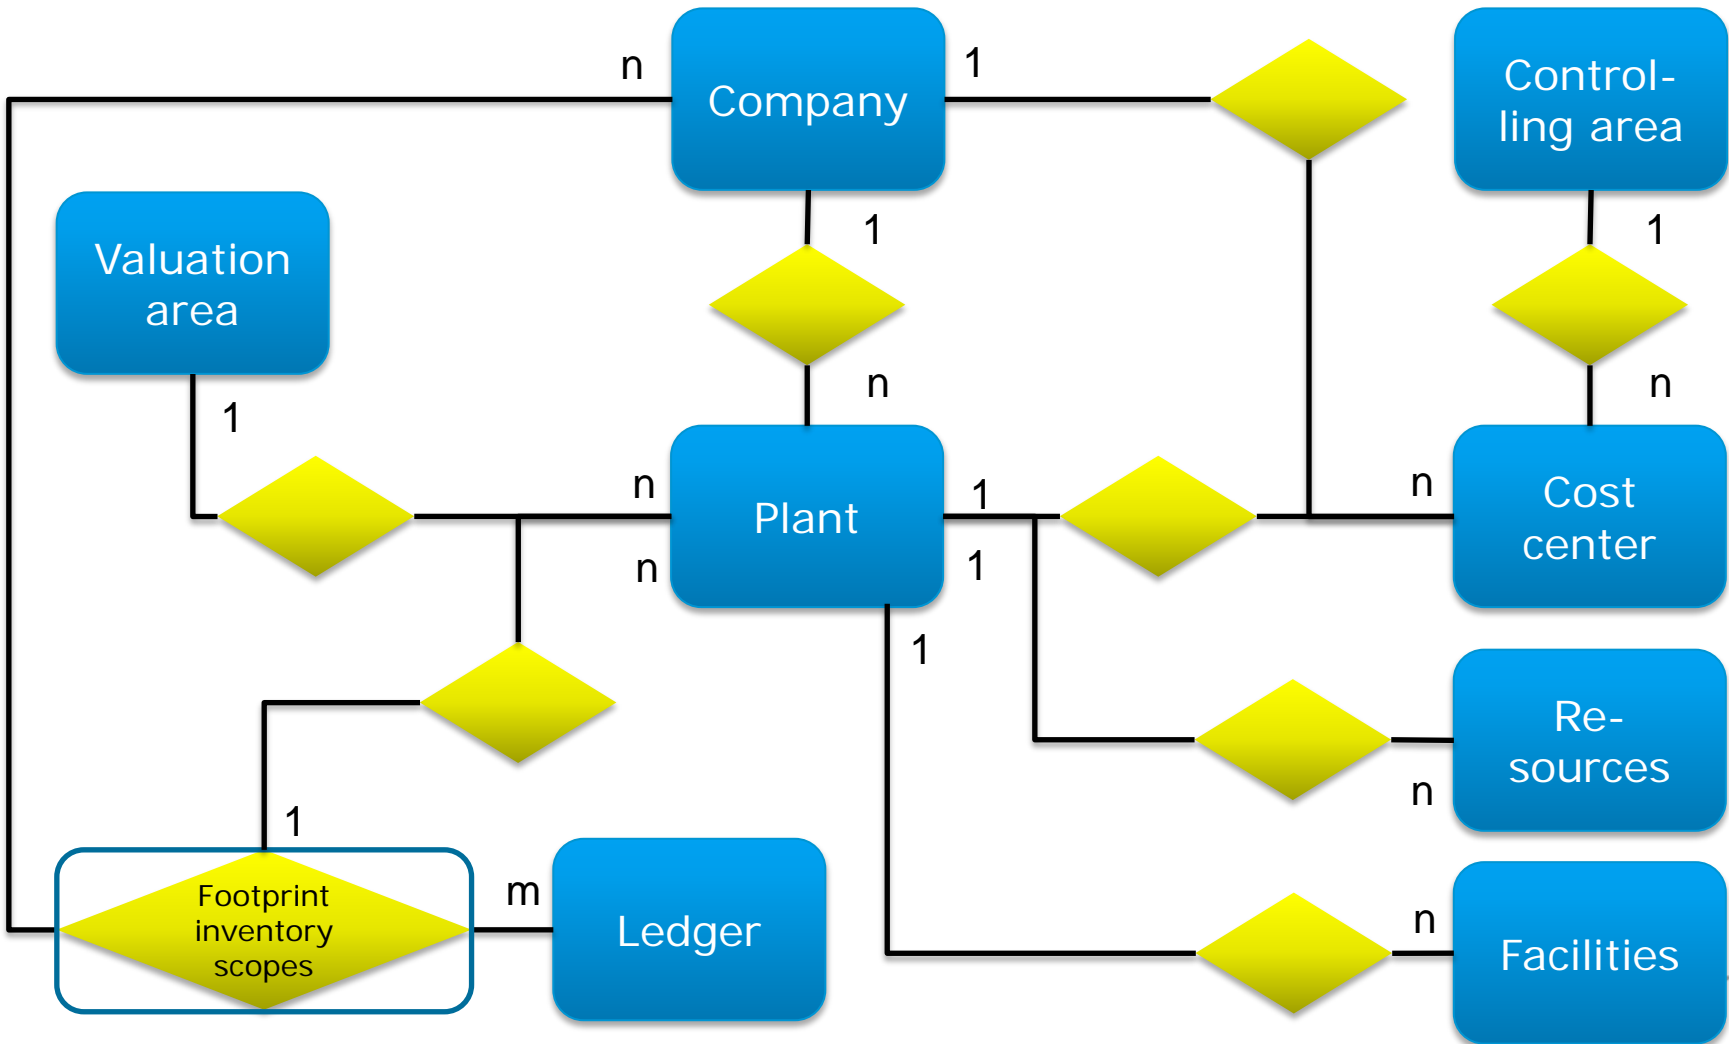 n
Company
1
Control-
ling area
1
1
Valuation
area
n
n
1
n
Plant
1
n
Cost
center
n
1
1
Re-
sources
n
1
Footprint
inventory
scopes
m
Ledger
n
Facilities